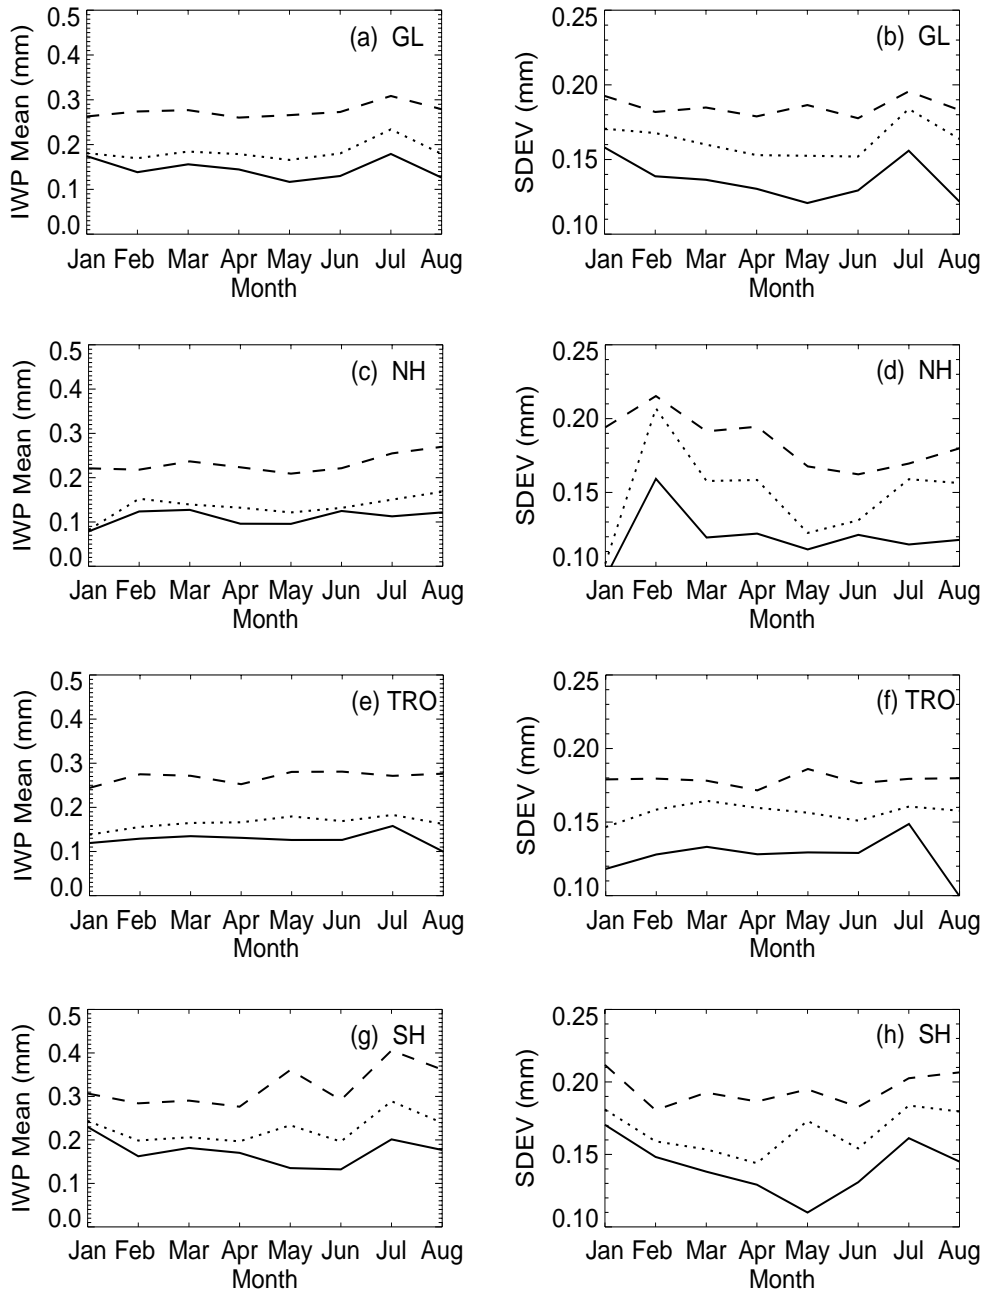 (a) GL
IWP Mean (mm)
0.5
0.4
0.3
0.2
0.1
0.0
Jan Feb Mar Apr May Jun Jul Aug
Month
(b) GL
SDEV (mm)
0.25
0.20
0.15
0.10
Jan Feb Mar Apr May Jun Jul Aug
Month
(c) NH
IWP Mean (mm)
0.5
0.4
0.3
0.2
0.1
0.0
Jan Feb Mar Apr May Jun Jul Aug
Month
(d) NH
SDEV (mm)
0.25
0.20
0.15
0.10
Jan Feb Mar Apr May Jun Jul Aug
Month
(e) TRO
IWP Mean (mm)
0.5
0.4
0.3
0.2
0.1
0.0
Jan Feb Mar Apr May Jun Jul Aug
Month
(f) TRO
SDEV (mm)
0.25
0.20
0.15
0.10
Jan Feb Mar Apr May Jun Jul Aug
Month
(g) SH
IWP Mean (mm)
0.5
0.4
0.3
0.2
0.1
0.0
Jan Feb Mar Apr May Jun Jul Aug
Month
(h) SH
SDEV (mm)
0.25
0.20
0.15
0.10
Jan Feb Mar Apr May Jun Jul Aug
Month